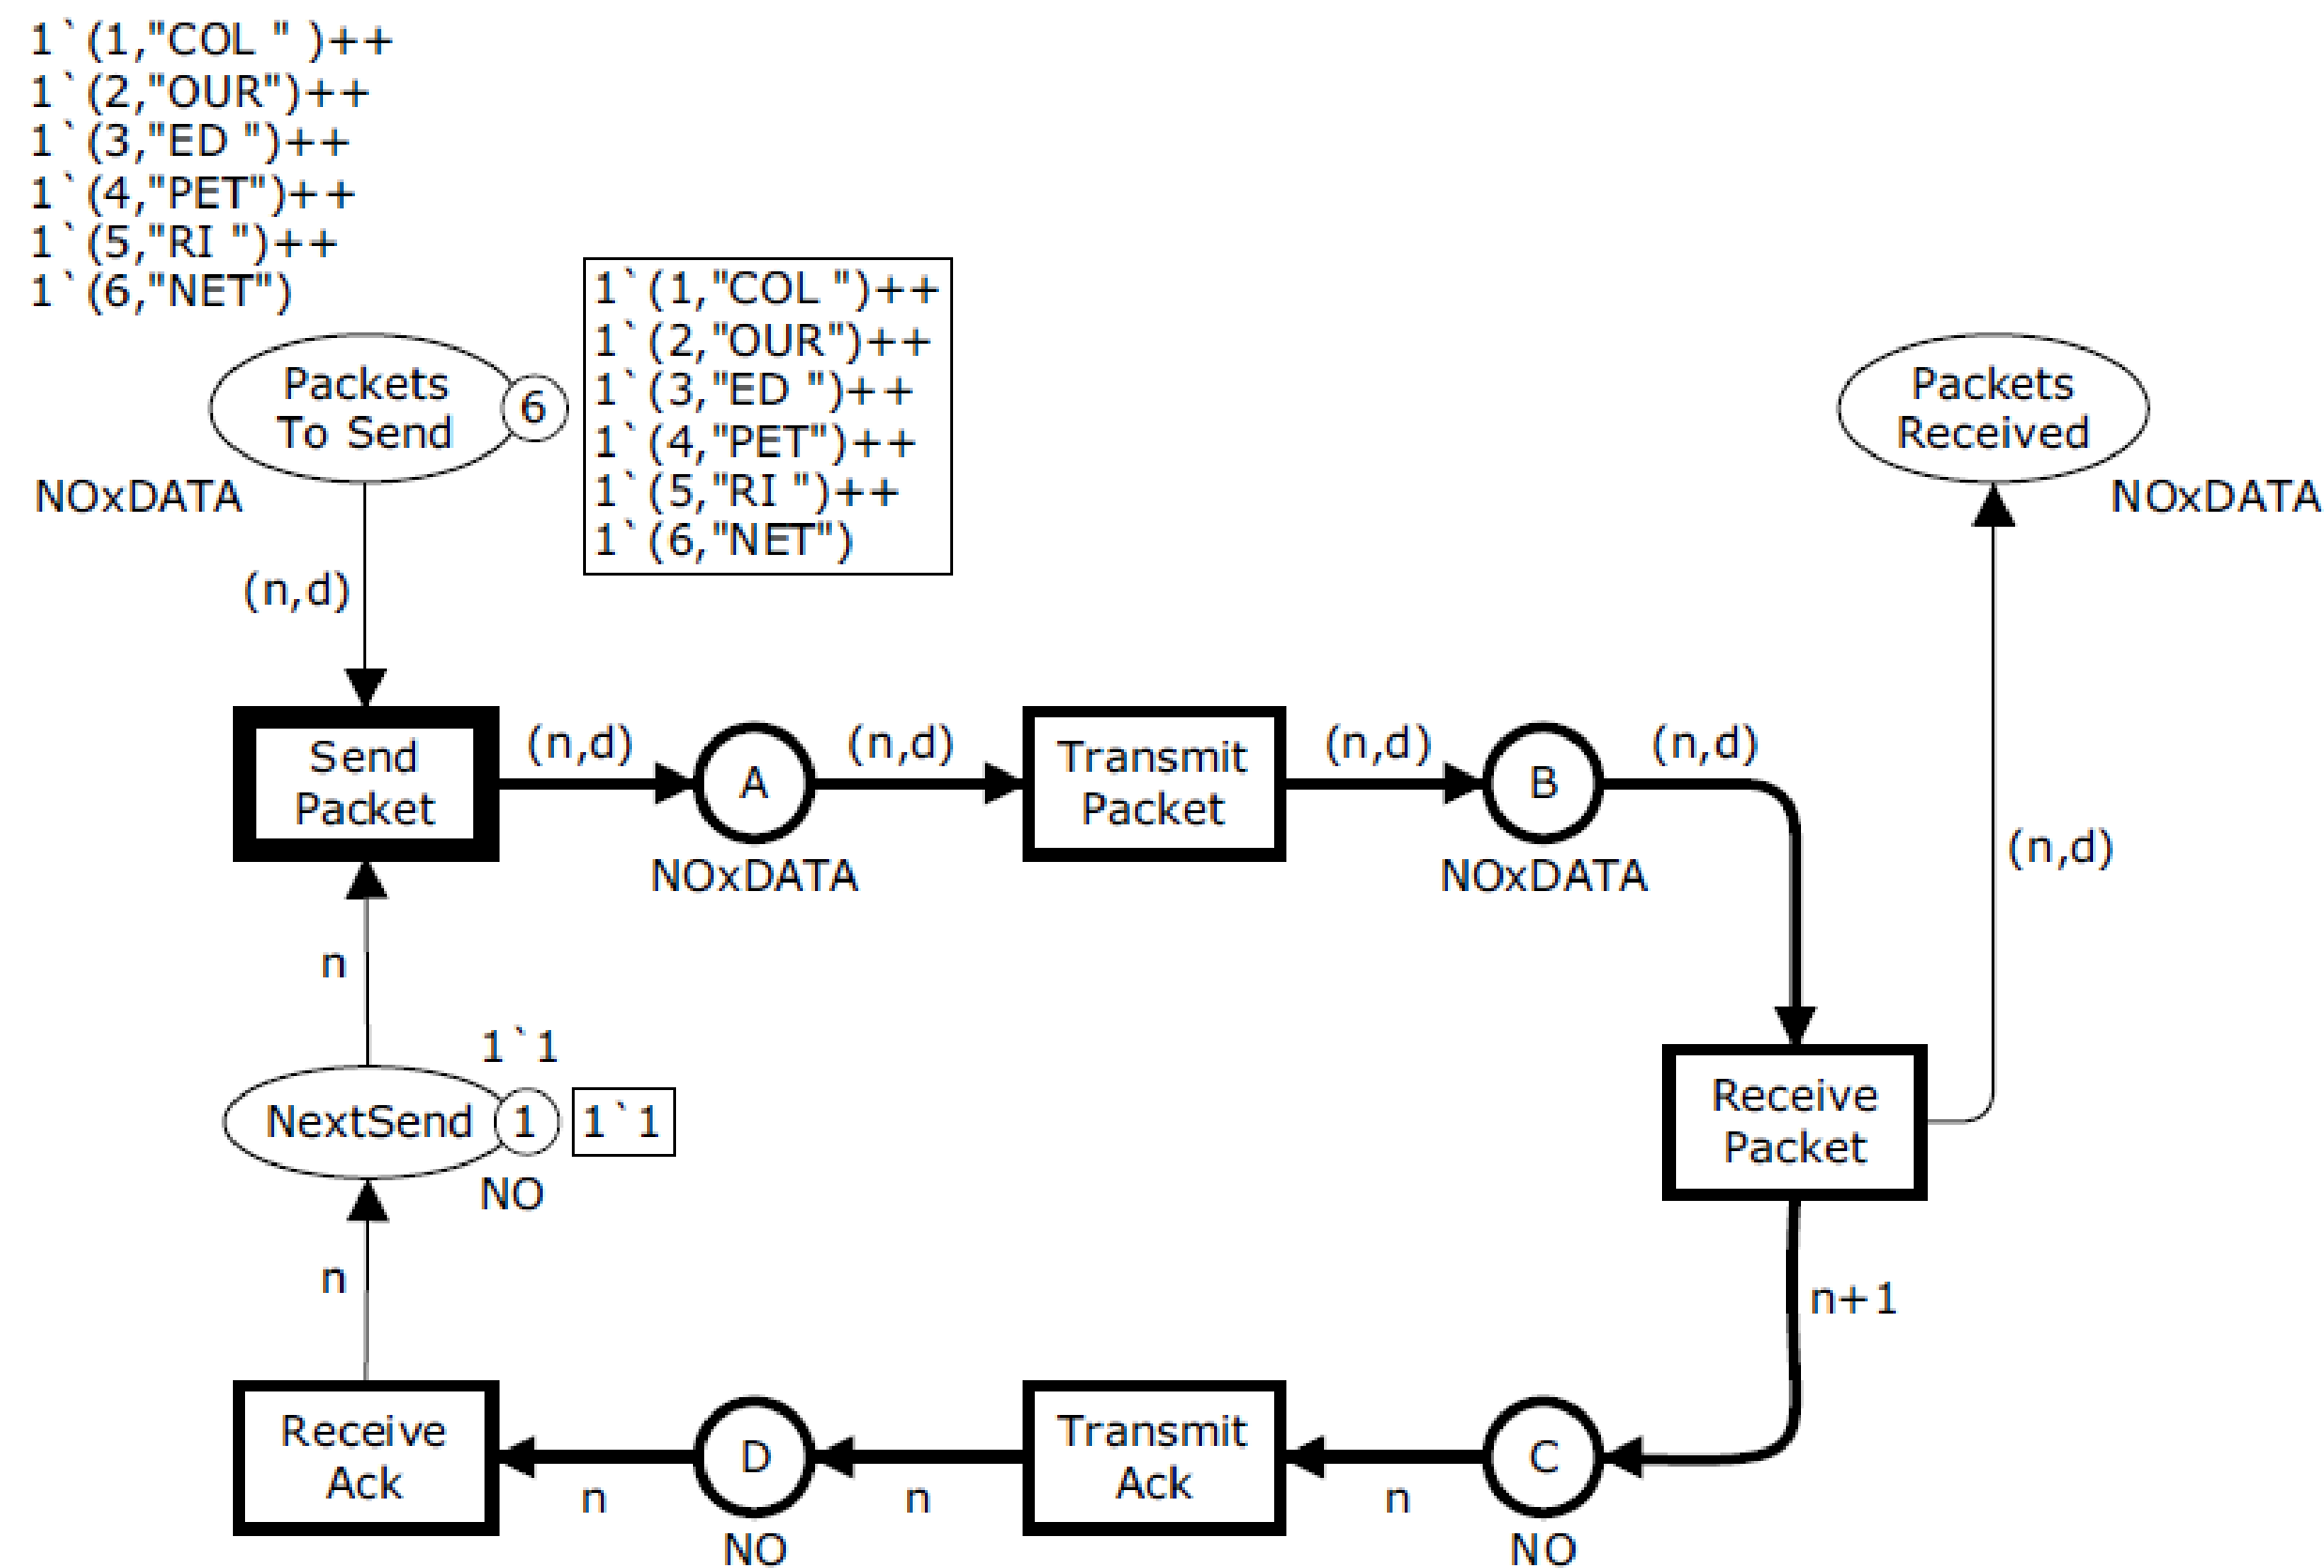 1`(1,"COL " )++
1`(2,"OUR")++
1`(3,"ED ")++
1`(4,"PET")++
1`(5,"RI ")++
1`(6,"NET")
1`(1,"COL ")++
1`(2,"OUR")++
1`(3,"ED ")++
1`(4,"PET")++
1`(5,"RI ")++
1`(6,"NET")
Packets
To Send
6
NOxDATA
Packets
Received
NOxDATA
(n,d)
Send
Packet
(n,d)
A
NOxDATA
(n,d)
Transmit
Packet
(n,d)
B
NOxDATA
(n,d)
(n,d)
n
1`1
NextSend
1
1`1
NO
Receive
Packet
n
n+1
Receive
Ack
n
D
NO
n
Transmit
Ack
n
C
NO